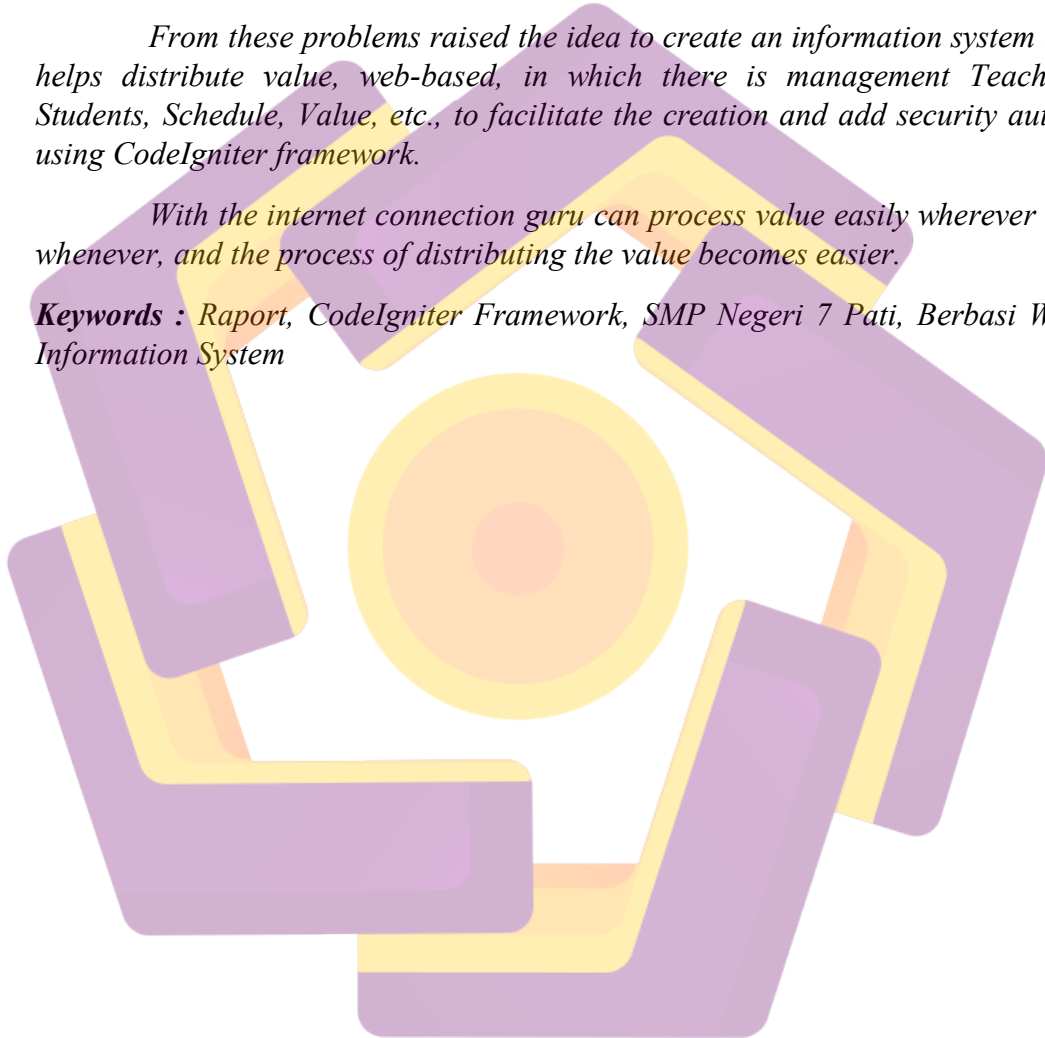 From these problems raised the idea to create an information system
helps distribute value, web-based, in which there is management Teach
Students, Schedule, Value, etc., to facilitate the creation and add security aut
using CodeIgniter framework.
With the internet connection guru can process value easily wherever
whenever, and the process of distributing the value becomes easier.
Keywords : Raport, CodeIgniter Framework, SMP Negeri 7 Pati, Berbasi W
Information System